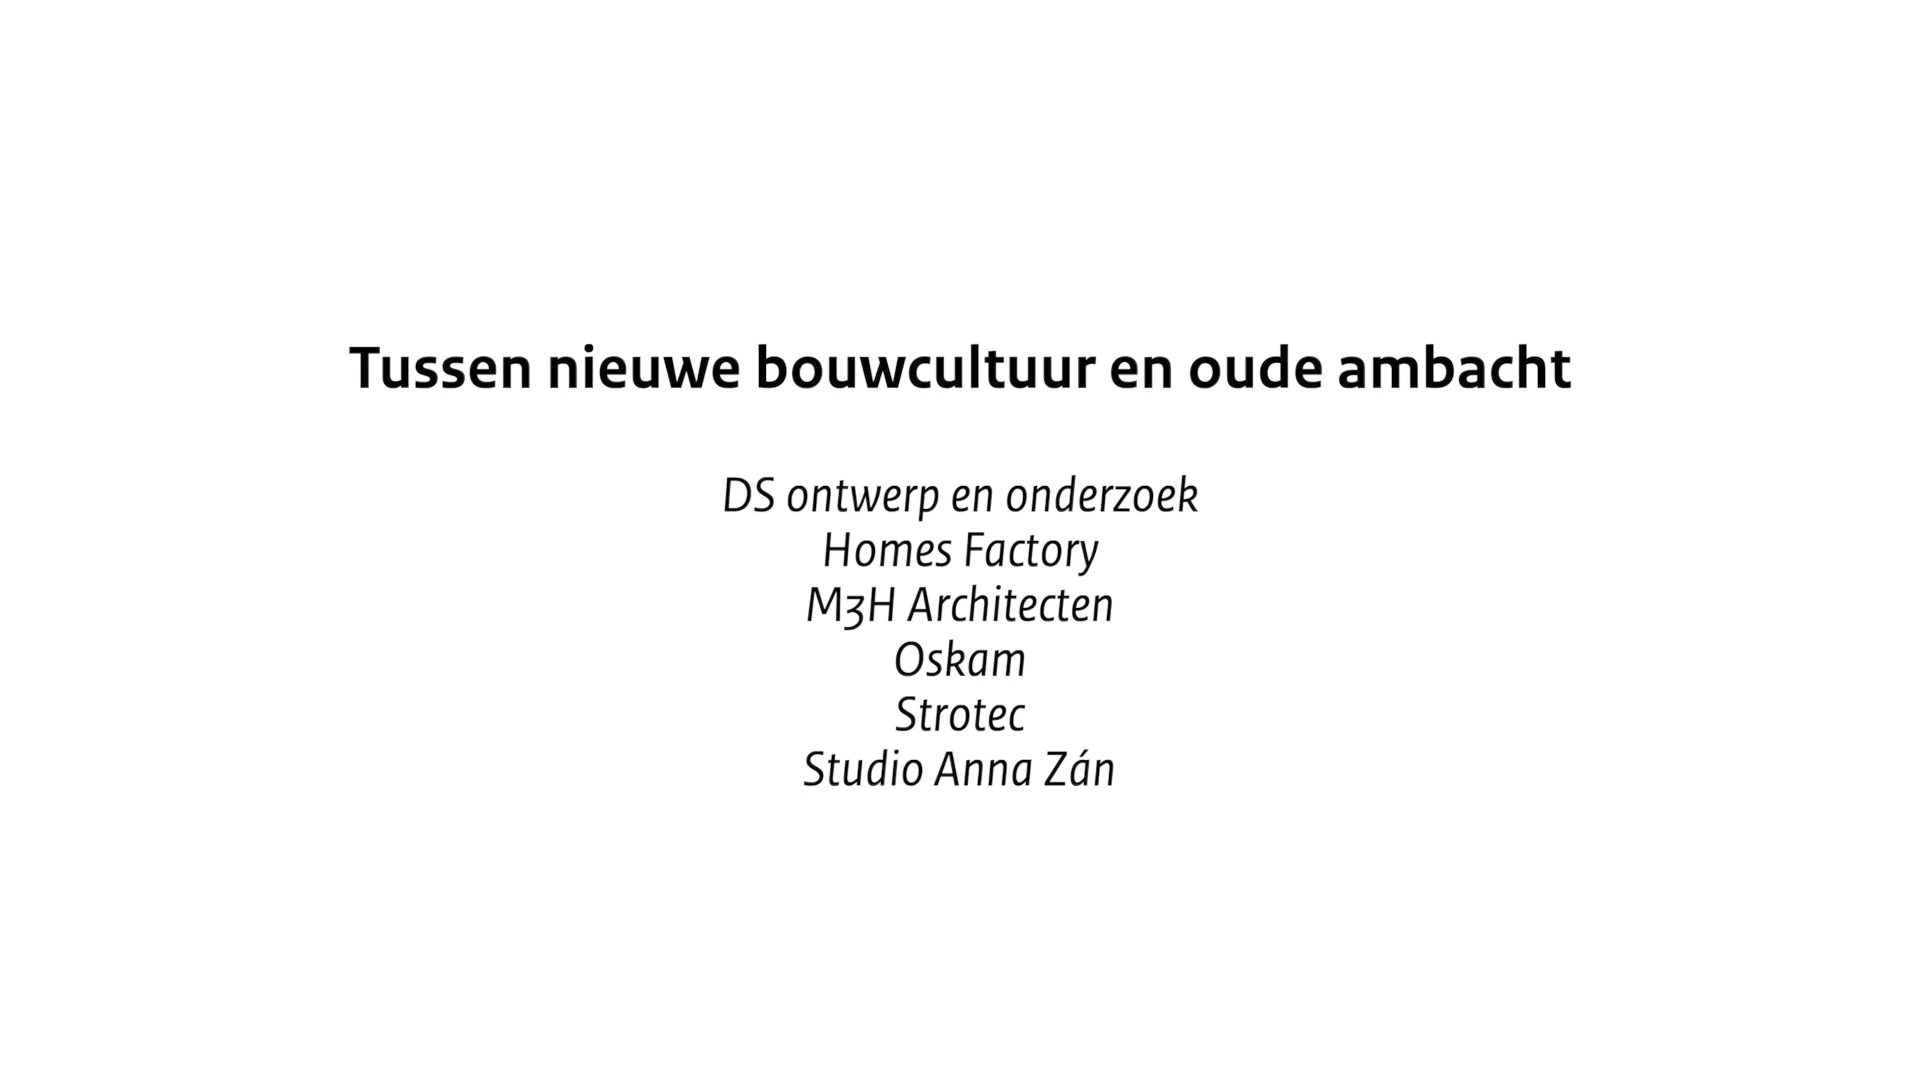 Tussen nieuwe bouwcultuur en oude ambacht
DS ontwerp en onderzoek
Homes Factory
M3H Architecten
Oskam
Strotec
Studio Anna Zán